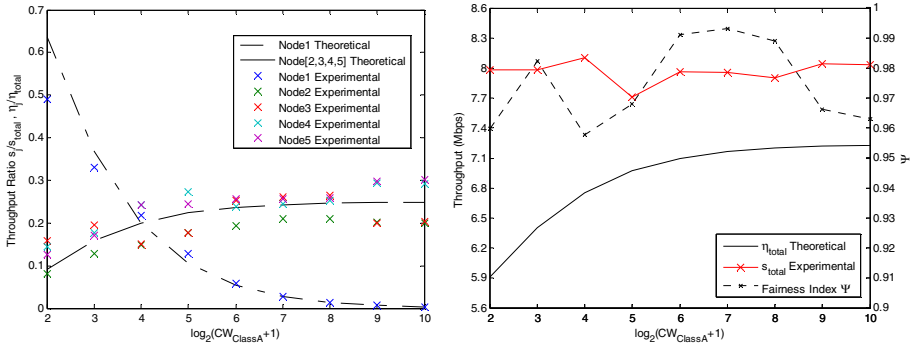 0.7
0.6
0.5
0.4
0.3
0.2
0.1
0
Throughput Ratio s_j/s_total , η_j/η_total
Node1 Theoretical
Node[2,3,4,5] Theoretical
Node1 Experimental
Node2 Experimental
Node3 Experimental
Node4 Experimental
Node5 Experimental
2 3 4 5 6 7 8 9 10
log2(CW_ClassA+1)
8.6
8.3
8
7.7
7.4
7.1
6.8
6.5
6.2
5.9
5.6
Throughput (Mbps)
1
0.99
0.98
0.97
0.96
0.95
0.94
0.93
0.92
0.91
0.9
Ψ
η_total Theoretical
s_total Experimental
Fairness Index Ψ
2 3 4 5 6 7 8 9 10
log2(CW_ClassA+1)